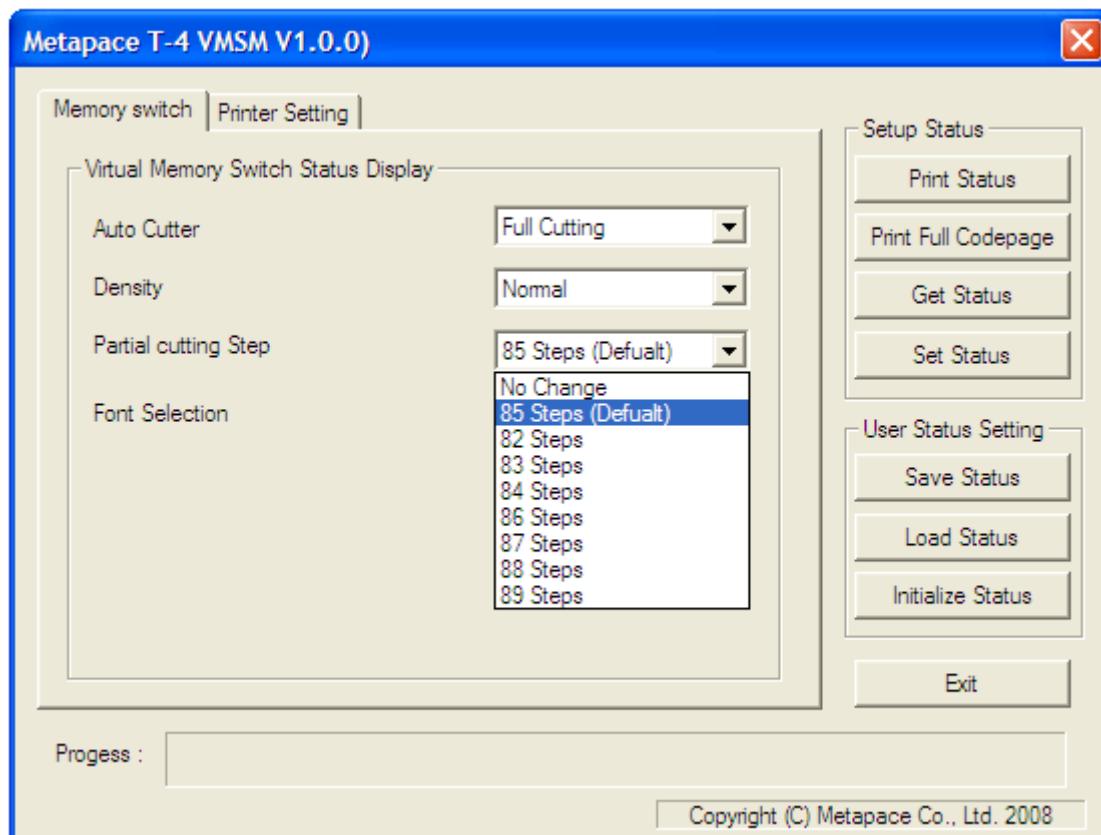 Metapace T-4 VMSM V1.0.0)
Memory switch
Printer Setting
Virtual Memory Switch Status Display
Auto Cutter
Full Cutting
Density
Normal
Partial cutting Step
85 Steps (Defualt)
No Change
85 Steps (Defualt)
82 Steps
83 Steps
84 Steps
86 Steps
87 Steps
88 Steps
89 Steps
Font Selection
Setup Status
Print Status
Print Full Codepage
Get Status
Set Status
User Status Setting
Save Status
Load Status
Initialize Status
Exit
Progess :
Copyright (C) Metapace Co., Ltd. 2008